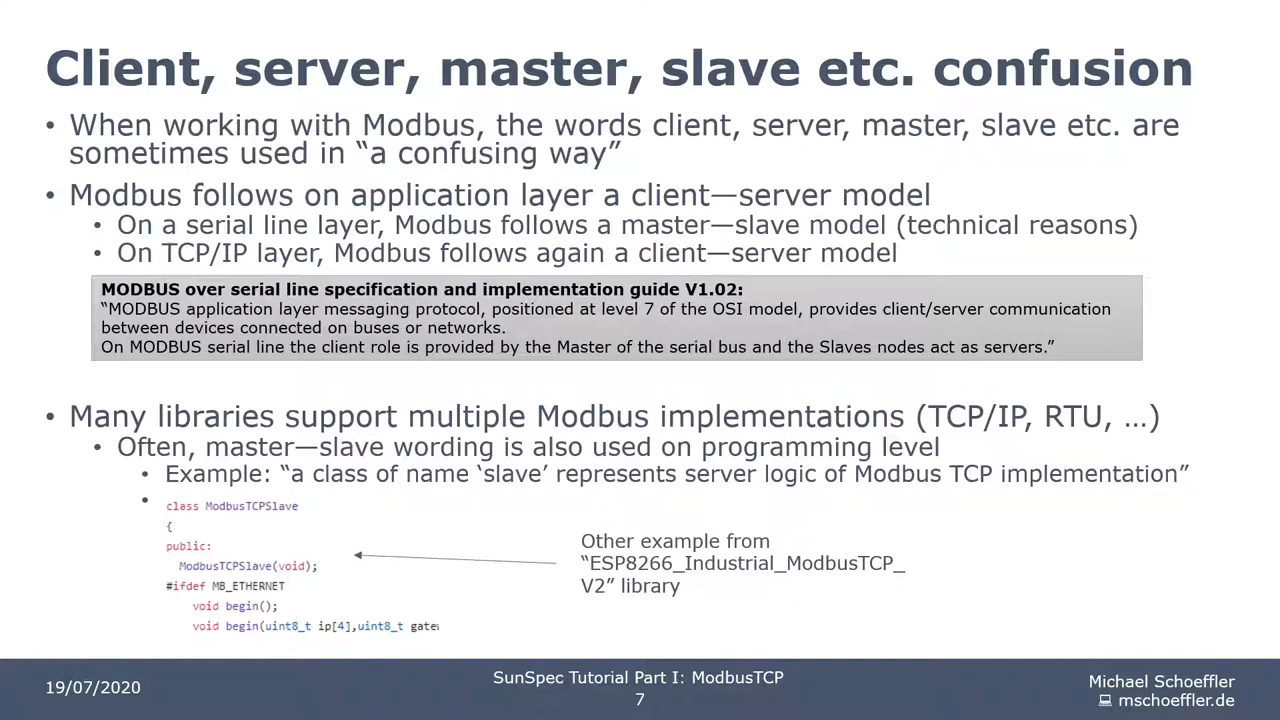 Client, server, master, slave etc. confusion
• When working with Modbus, the words client, server, master, slave etc. are
sometimes used in “a confusing way”
• Modbus follows on application layer a client—server model
• On a serial line layer, Modbus follows a master—slave model (technical reasons)
• On TCP/IP layer, Modbus follows again a client—server model
MODBUS over serial line specification and implementation guide V1.02:
“MODBUS application layer messaging protocol, positioned at level 7 of the OSI model, provides client/server communication
between devices connected on buses or networks.
On MODBUS serial line the client role is provided by the Master of the serial bus and the Slaves nodes act as servers.”
• Many libraries support multiple Modbus implementations (TCP/IP, RTU, …)
• Often, master—slave wording is also used on programming level
• Example: “a class of name ‘slave’ represents server logic of Modbus TCP implementation”
•
class ModbusTCPSlave
{
public:
ModbusTCPSlave(void);
#ifdef MB_ETHERNET
void begin();
void begin(uint8_t ip[4],uint8_t gate
Other example from
“ESP8266_Industrial_ModbusTCP_
V2” library
19/07/2020
SunSpec Tutorial Part I: ModbusTCP
7
Michael Schoeffler
mschoeffler.de